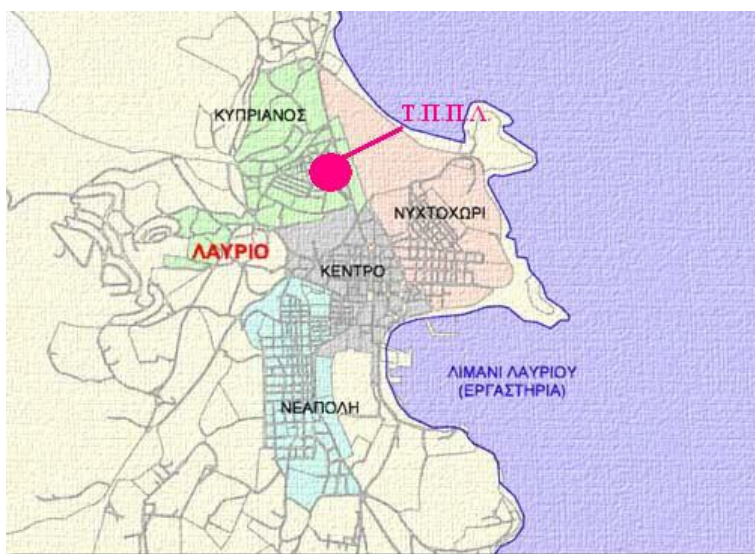 ΚΥΠΡΙΑΝΟΣ
Τ.Π.Π.Λ.
ΝΥΧΤΟΧΩΡΙ
ΛΑΥΡΙΟ
ΚΕΝΤΡΟ
ΛΙΜΑΝΙ ΛΑΥΡΙΟΥ
(ΕΡΓΑΣΤΗΡΙΑ)
ΝΕΑΠΟΛΗ